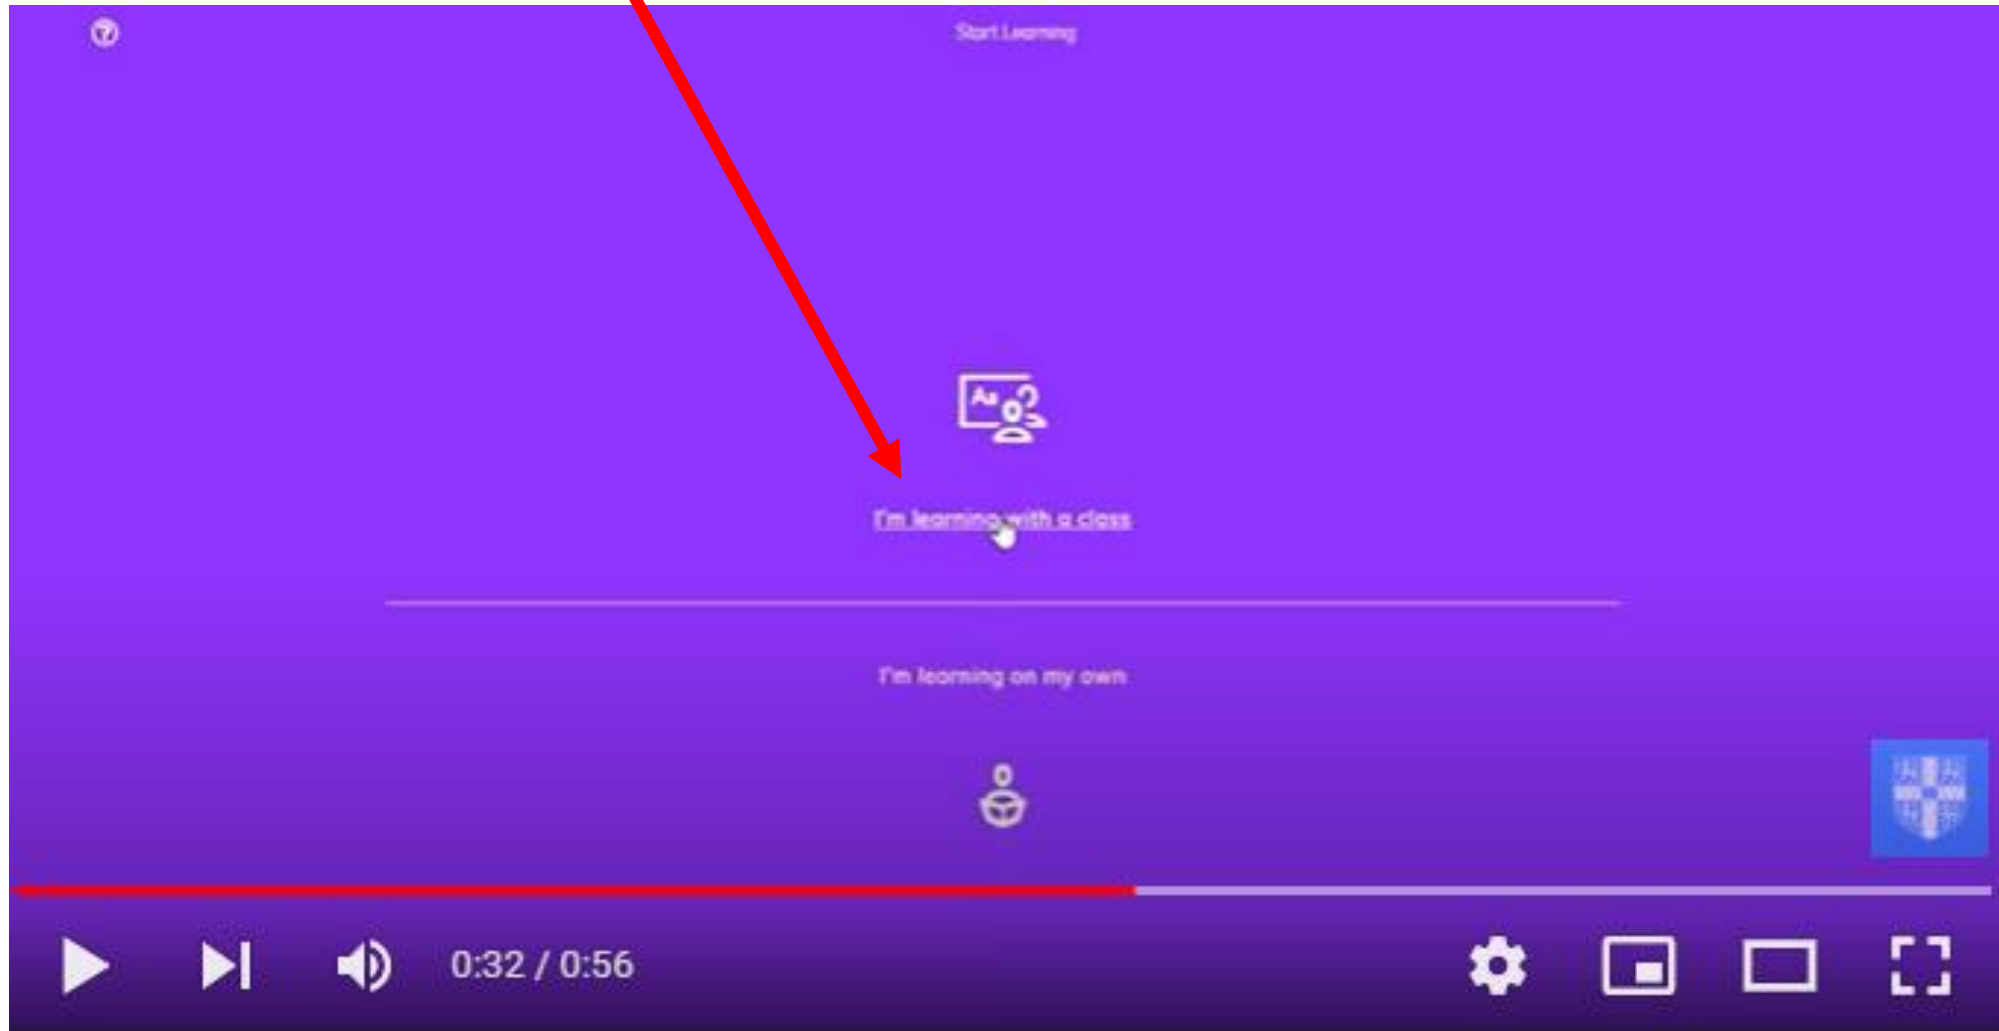 Start Learning
Aa
I'm learning with a class
I'm learning on my own
0:32 / 0:56